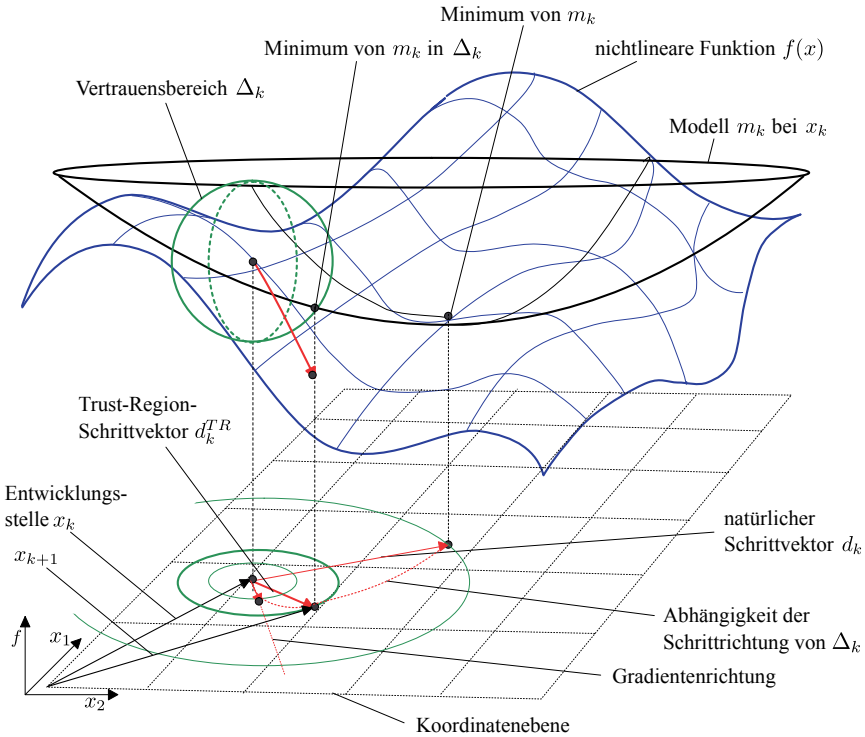 Minimum von $m_k$
Minimum von $m_k$ in $\Delta_k$
nichtlineare Funktion $f(x)$
Vertrauensbereich $\Delta_k$
Modell $m_k$ bei $x_k$
Trust-Region-
Schrittvektor $d_k^{TR}$
Entwicklungs-
stelle $x_k$
$x_{k+1}$
natürlicher
Schrittvektor $d_k$
Abhängigkeit der
Schrittrichtung von $\Delta_k$
Gradientenrichtung
Koordinatenebene
$f$
$x_1$
$x_2$